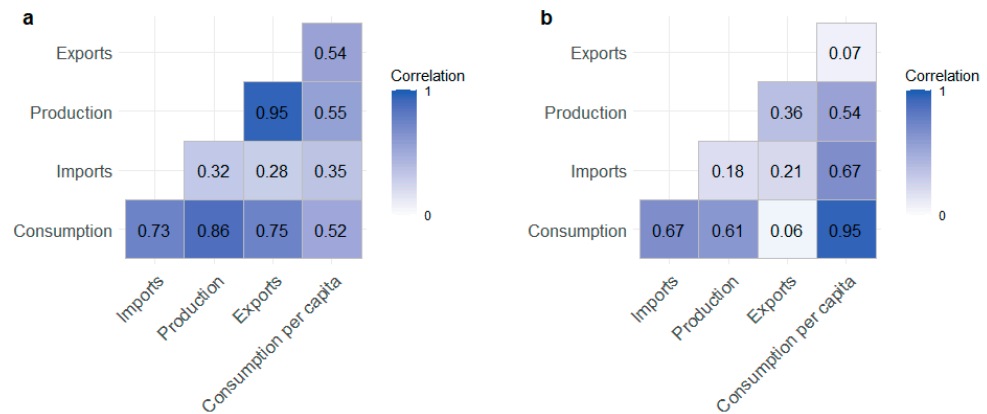 a
Exports
0.54
Production
0.95 0.55
Imports
0.32 0.28 0.35
Consumption
0.73 0.86 0.75 0.52
Imports
Production
Exports
Consumption per capita
Correlation
1
0
b
Exports
0.07
Production
0.36 0.54
Imports
0.18 0.21 0.67
Consumption
0.67 0.61 0.06 0.95
Imports
Production
Exports
Consumption per capita
Correlation
1
0